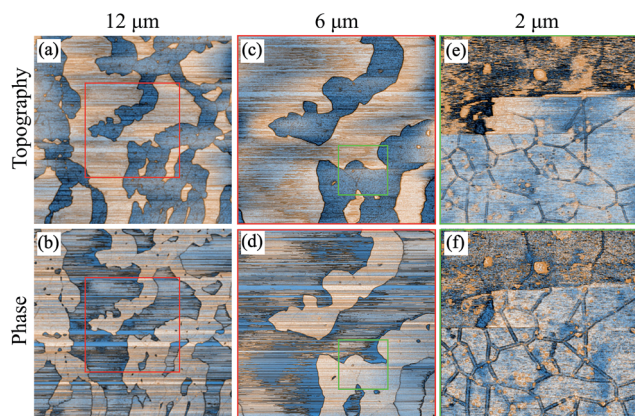 12 μm
6 μm
2 μm
Topography
(a)
(c)
(e)
Phase
(b)
(d)
(f)